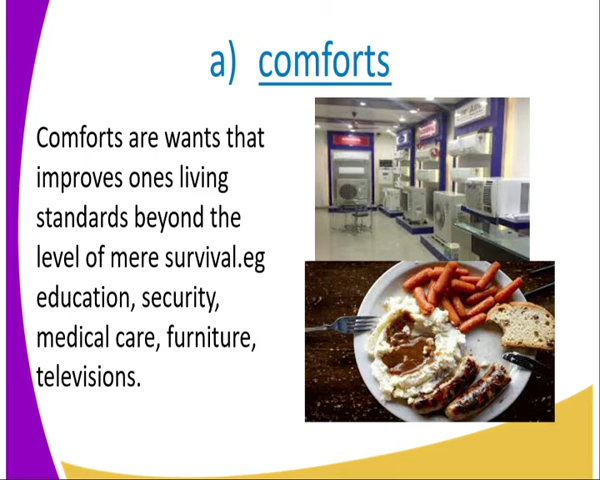 a) comforts
Comforts are wants that
improves ones living
standards beyond the
level of mere survival.eg
education, security,
medical care, furniture,
televisions.